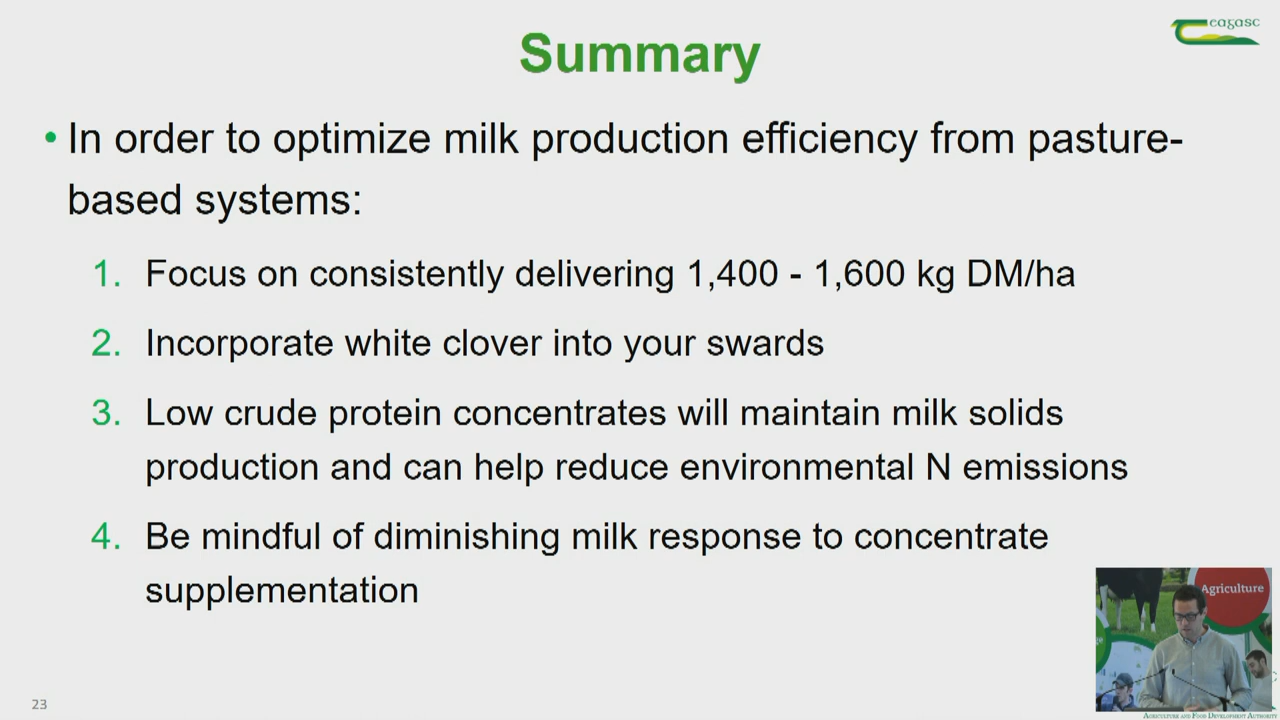 eagasc
Summary
• In order to optimize milk production efficiency from pasture-
based systems:
1. Focus on consistently delivering 1,400 - 1,600 kg DM/ha
2. Incorporate white clover into your swards
3. Low crude protein concentrates will maintain milk solids
production and can help reduce environmental N emissions
4. Be mindful of diminishing milk response to concentrate
supplementation
Agriculture
23
AGRICULTURE AND FOOD DEVELOPMENT AUTHORITY